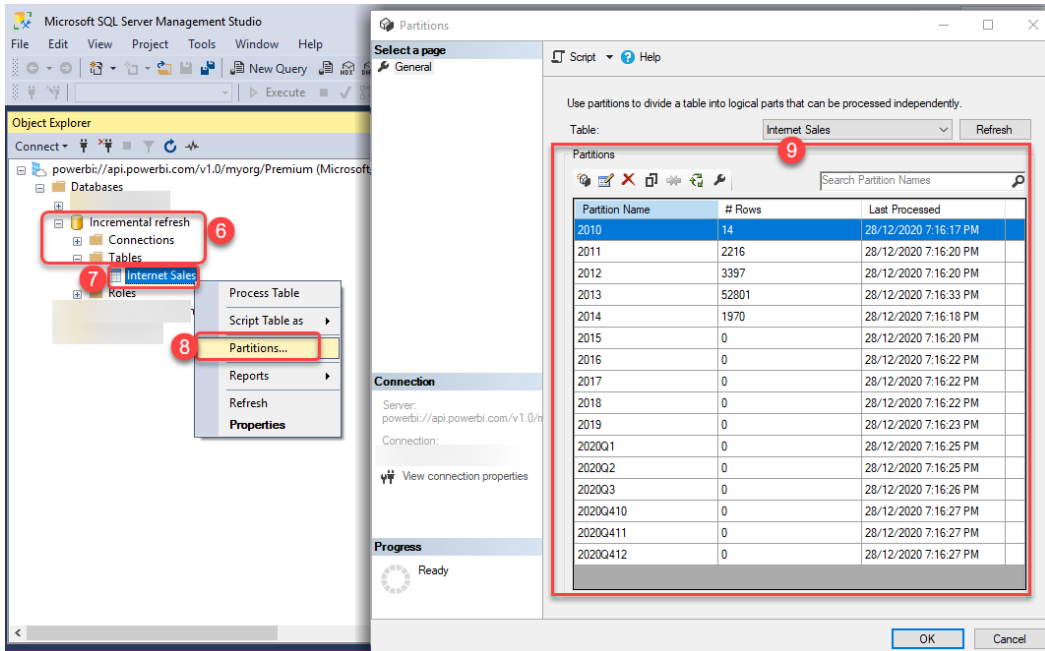 Microsoft SQL Server Management Studio
File Edit View Project Tools Window Help
New Query
Execute
Object Explorer
Connect
powerbi://api.powerbi.com/v1.0/myorg/Premium (Microsoft
Databases
Incremental refresh
6
Connections
Tables
7
Internet Sales
Roles
Process Table
Script Table as
8
Partitions...
Reports
Refresh
Properties
Partitions
Select a page
General
Script Help
Use partitions to divide a table into logical parts that can be processed independently.
Table: Internet Sales Refresh
9
Partitions
Search Partition Names
Partition Name # Rows Last Processed
2010 14 28/12/2020 7:16:17 PM
2011 2216 28/12/2020 7:16:20 PM
2012 3397 28/12/2020 7:16:20 PM
2013 52801 28/12/2020 7:16:33 PM
2014 1970 28/12/2020 7:16:18 PM
2015 0 28/12/2020 7:16:20 PM
2016 0 28/12/2020 7:16:22 PM
2017 0 28/12/2020 7:16:22 PM
2018 0 28/12/2020 7:16:22 PM
2019 0 28/12/2020 7:16:23 PM
2020Q1 0 28/12/2020 7:16:25 PM
2020Q2 0 28/12/2020 7:16:25 PM
2020Q3 0 28/12/2020 7:16:26 PM
2020Q410 0 28/12/2020 7:16:27 PM
2020Q411 0 28/12/2020 7:16:27 PM
2020Q412 0 28/12/2020 7:16:27 PM
Connection
Server:
powerbi://api.powerbi.com/v1.0/m
Connection:
View connection properties
Progress
Ready
OK Cancel